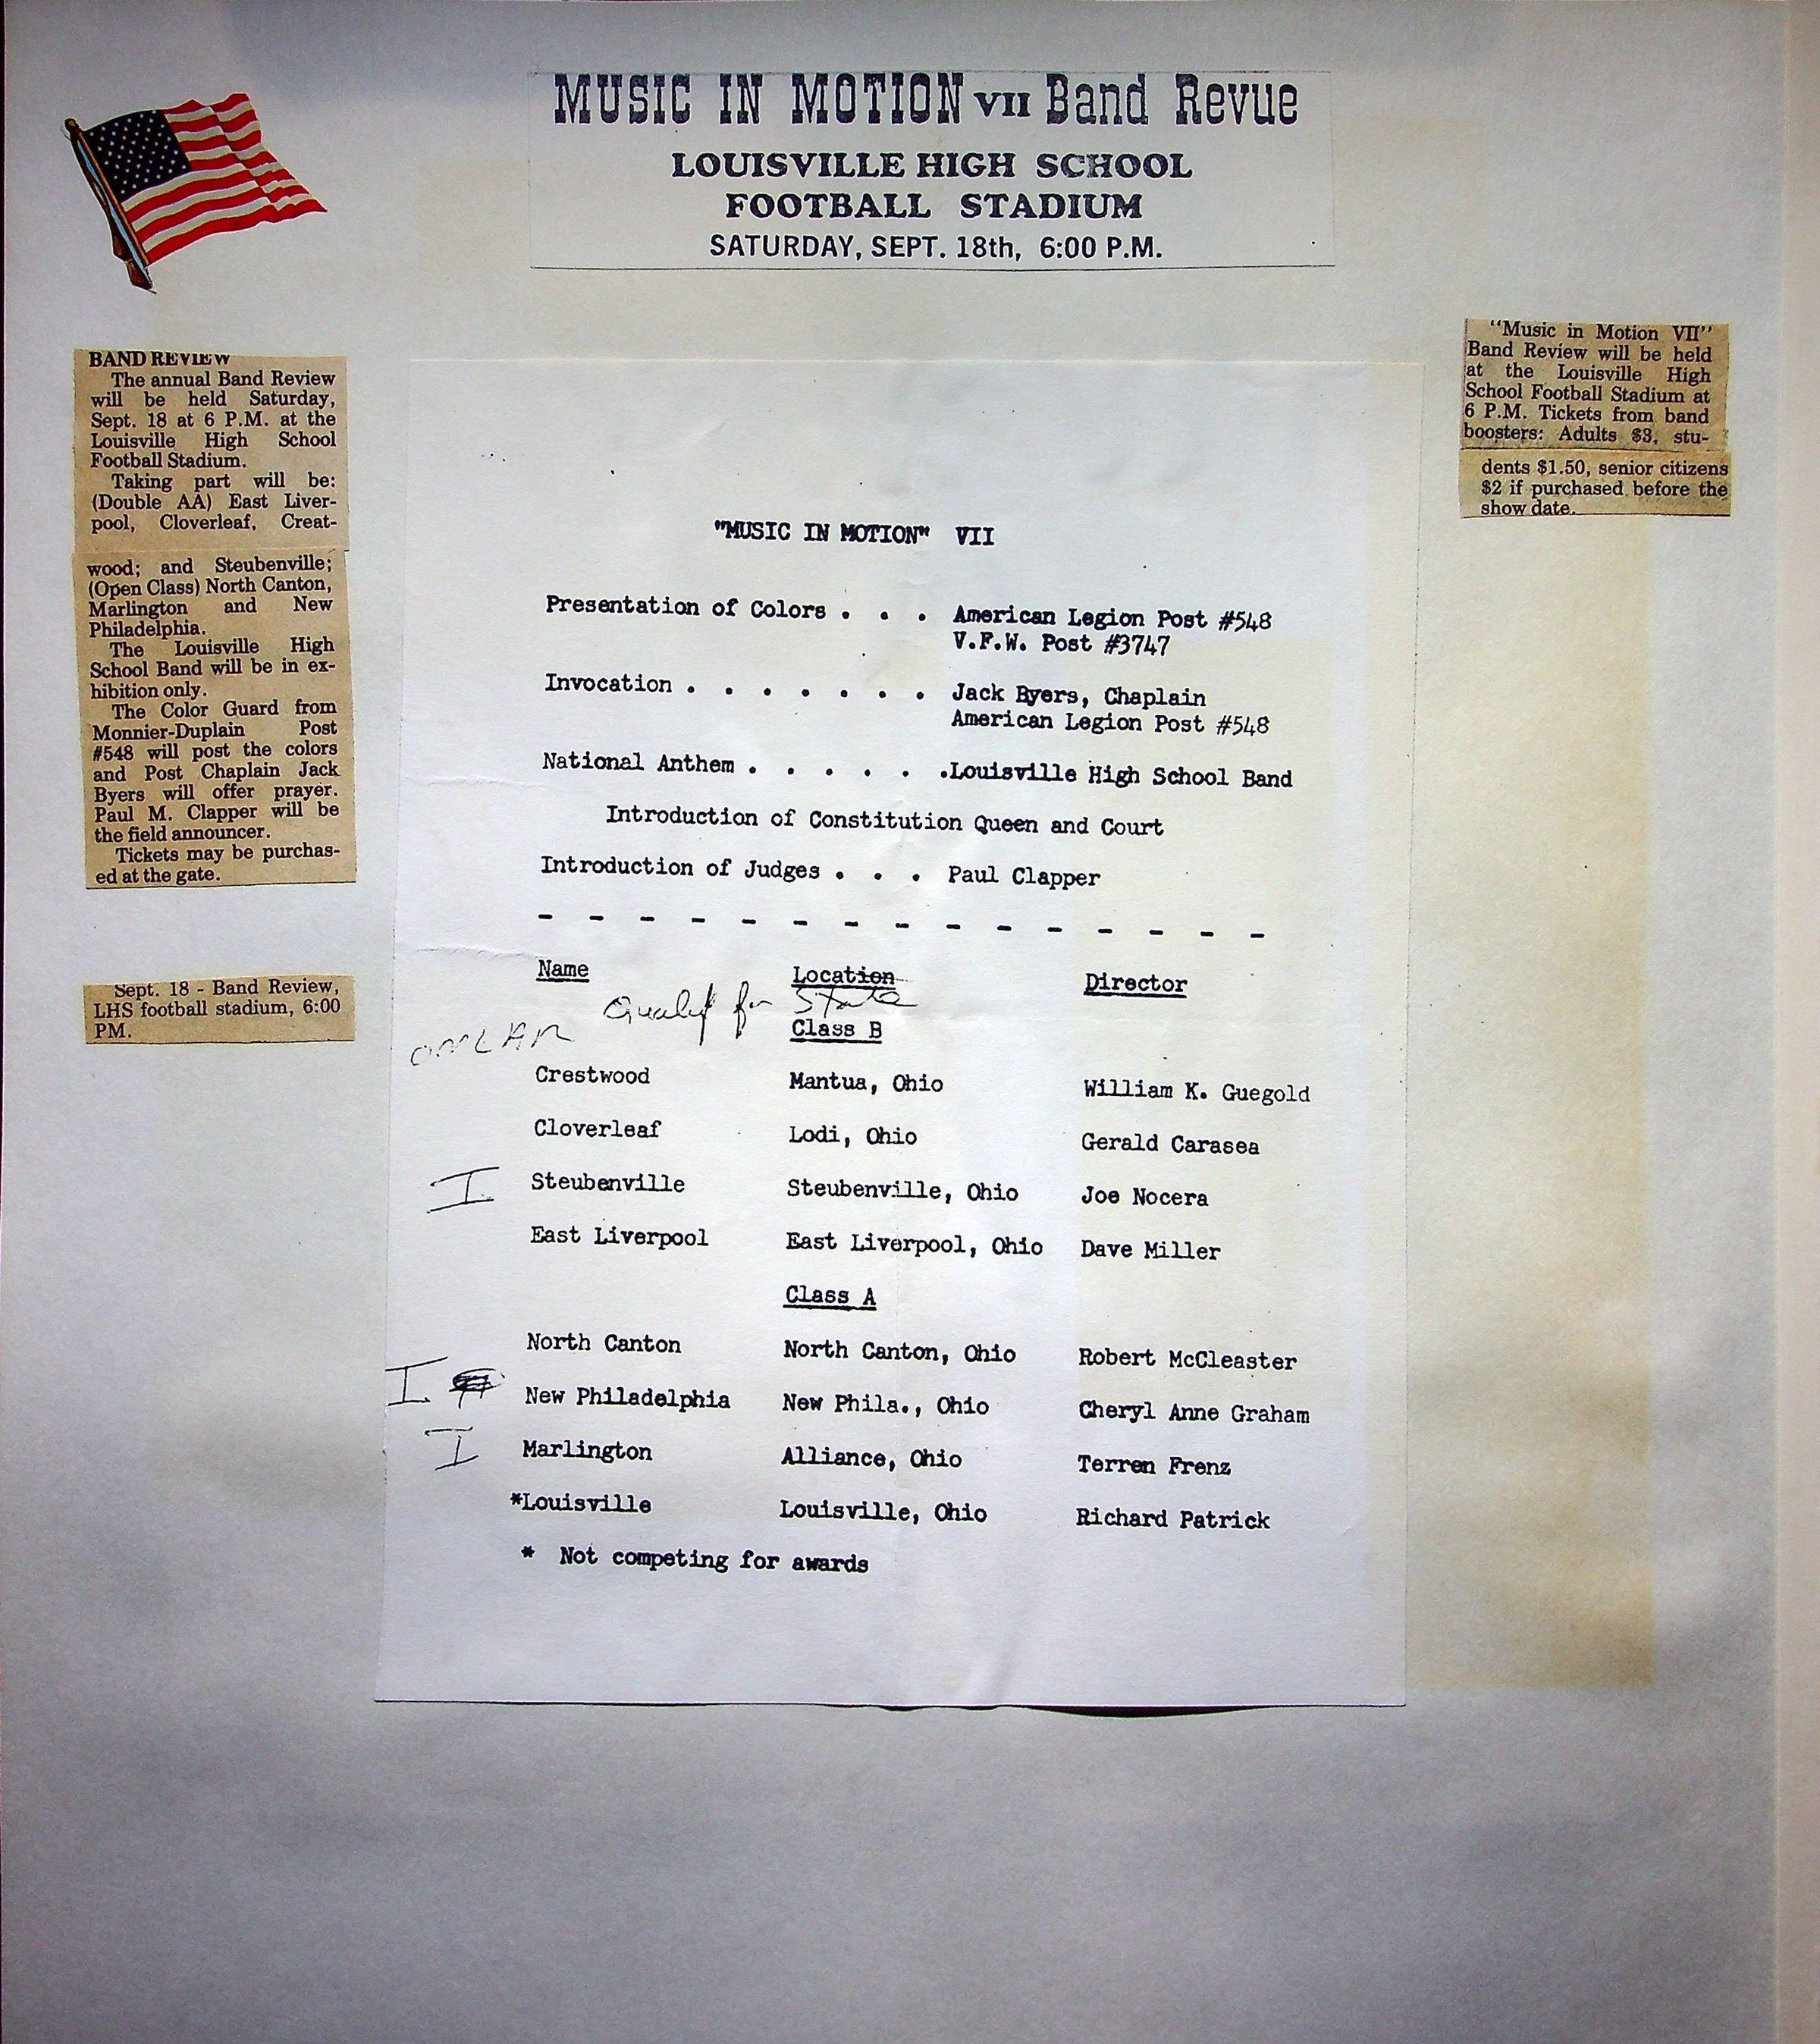 MUSIC IN MOTION VII Band Revue
LOUISVILLE HIGH SCHOOL
FOOTBALL STADIUM
SATURDAY, SEPT. 18th, 6:00 P.M.
BAND REVIEW
The annual Band Review
will be held Saturday,
Sept. 18 at 6 P.M. at the
Louisville High School
Football Stadium.
Taking part will be:
(Double AA) East Liver-
pool, Cloverleaf, Creat-
wood; and Steubenville;
(Open Class) North Canton,
Marlington and New
Philadelphia.
The Louisville High
School Band will be in ex-
hibition only.
The Color Guard from
Monnier-Duplain Post
#548 will post the colors
and Post Chaplain Jack
Byers will offer prayer.
Paul M. Clapper will be
the field announcer.
Tickets may be purchas-
ed at the gate.
Sept. 18 - Band Review,
LHS football stadium, 6:00
PM.
"MUSIC IN MOTION" VII
Presentation of Colors . . . American Legion Post #548
V.F.W. Post #3747
Invocation . . . . . . . Jack Byers, Chaplain
American Legion Post #548
National Anthem . . . . . .Louisville High School Band
Introduction of Constitution Queen and Court
Introduction of Judges . . . Paul Clapper
- - - - - - - - - - - - - - -
Name Location Director
Qualif for State
Class B
Crestwood Mantua, Ohio William K. Guegold
Cloverleaf Lodi, Ohio Gerald Carasea
I Steubenville Steubenville, Ohio Joe Nocera
East Liverpool East Liverpool, Ohio Dave Miller
Class A
North Canton North Canton, Ohio Robert McCleaster
I New Philadelphia New Phila., Ohio Cheryl Anne Graham
I Marlington Alliance, Ohio Terren Frenz
*Louisville Louisville, Ohio Richard Patrick
* Not competing for awards
"Music in Motion VII"
Band Review will be held
at the Louisville High
School Football Stadium at
6 P.M. Tickets from band
boosters: Adults $3, stu-
dents $1.50, senior citizens
$2 if purchased before the
show date.